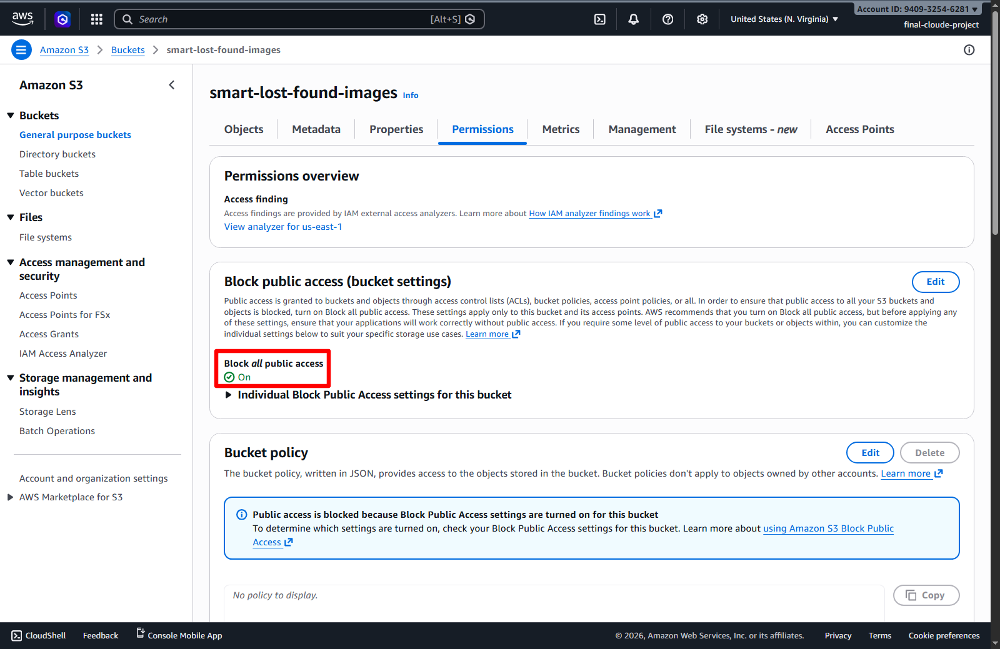 aws
Search
[Alt+S]
United States (N. Virginia) ▼
Account ID: 9409-3254-6281 ▼
final-cloude-project
Amazon S3 > Buckets > smart-lost-found-images
Amazon S3
Buckets
General purpose buckets
Directory buckets
Table buckets
Vector buckets
Files
File systems
Access management and
security
Access Points
Access Points for FSx
Access Grants
IAM Access Analyzer
Storage management and
insights
Storage Lens
Batch Operations
Account and organization settings
AWS Marketplace for S3
smart-lost-found-images Info
Objects Metadata Properties Permissions Metrics Management File systems - new Access Points
Permissions overview
Access finding
Access findings are provided by IAM external access analyzers. Learn more about How IAM analyzer findings work
View analyzer for us-east-1
Block public access (bucket settings)
Edit
Public access is granted to buckets and objects through access control lists (ACLs), bucket policies, access point policies, or all. In order to ensure that public access to all your S3 buckets and
objects is blocked, turn on Block all public access. These settings apply only to this bucket and its access points. AWS recommends that you turn on Block all public access, but before applying any
of these settings, ensure that your applications will work correctly without public access. If you require some level of public access to your buckets or objects within, you can customize the
individual settings below to suit your specific storage use cases. Learn more
Block all public access
On
Individual Block Public Access settings for this bucket
Bucket policy
Edit
Delete
The bucket policy, written in JSON, provides access to the objects stored in the bucket. Bucket policies don't apply to objects owned by other accounts. Learn more
Public access is blocked because Block Public Access settings are turned on for this bucket
To determine which settings are turned on, check your Block Public Access settings for this bucket. Learn more about using Amazon S3 Block Public
Access
No policy to display.
Copy
CloudShell Feedback Console Mobile App
© 2026, Amazon Web Services, Inc. or its affiliates. Privacy Terms Cookie preferences